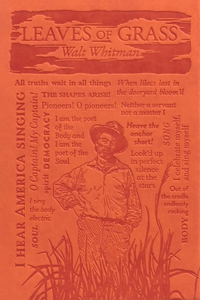 LEAVES OF GRASS
Walt Whitman
All truths wait in all things
THE SHAPES ARISE!
Pioneers! O pioneers!
When lilacs last in
the dooryard bloom'd
Neither a servant
nor a master I
I HEAR AMERICA SINGING
O Captain! My Captain!
spirit DEMOCRACY
I am the poet
of the Body
and I am
the poet of
the Soul
Heave the
anchor
short!
SONG
I celebrate myself,
and sing myself
Look'd up
in perfect
silence
at the
stars.
I sing
the body
electric
SOUL
Out of the
cradle
endlessly
rocking
BODY